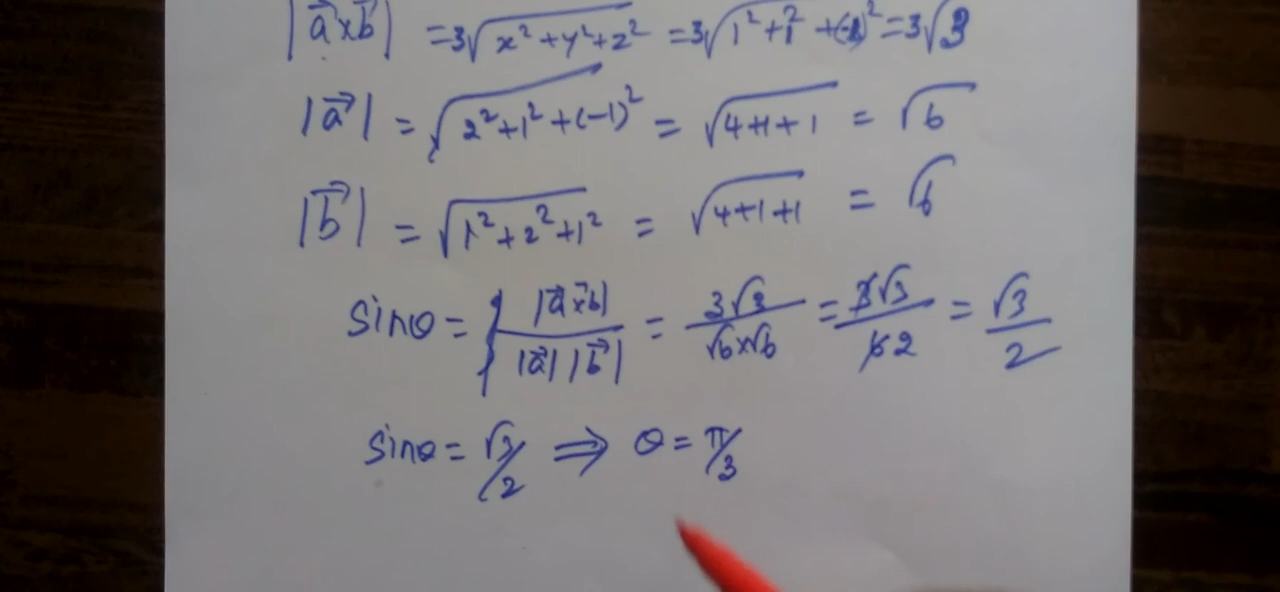 |a⃗×b⃗| = 3√(x²+y²+z²) = 3√(1²+1²+(-1)²) = 3√3
|a⃗| = √(2²+1²+(-1)²) = √(4+1+1) = √6
|b⃗| = √(1²+2²+1²) = √(4+1+1) = √6
sinθ = |a⃗×b⃗| / |a⃗| |b⃗| = 3√3 / √6×√6 = 3√3 / 6 2 = √3 / 2
sinθ = √3/2 ⇒ θ = π/3